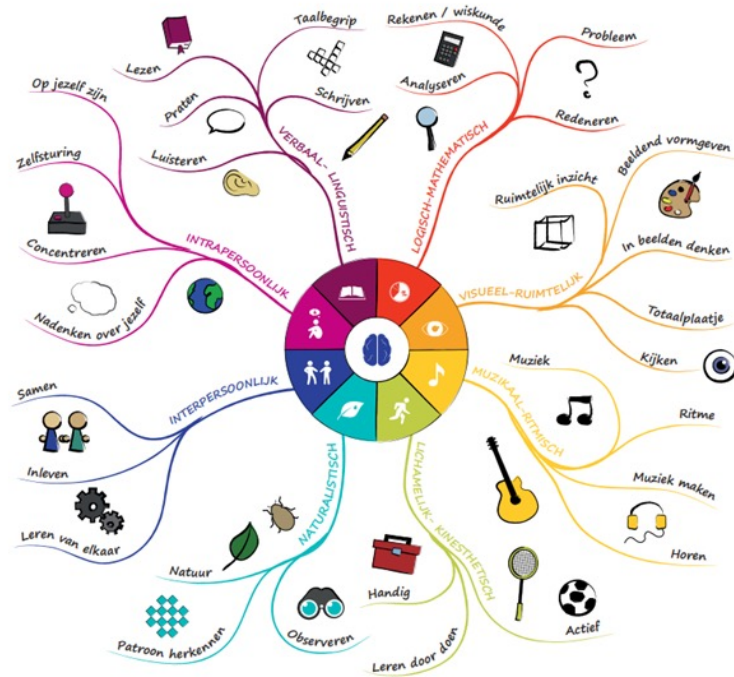 Taalbegrip
Lezen
Praten
Schrijven
Luisteren
VERBAAL- LINGUISTISCH
Rekenen / wiskunde
Probleem
Analyseren
Redeneren
LOGISCH-MATHEMATISCH
Beeldend vormgeven
Ruimtelijk inzicht
In beelden denken
Totaalplaatje
Kijken
VISUEEL-RUIMTELIJK
Muziek
Ritme
Muziek maken
Horen
MUZIKAAL-RITMISCH
LICHAMELIJK- KINESTHETISCH
Handig
Actief
Leren door doen
NATURALISTISCH
Natuur
Observeren
Patroon herkennen
INTERPERSOONLIJK
Samen
Inleven
Leren van elkaar
INTRAPERSOONLIJK
Op jezelf zijn
Zelfsturing
Concentreren
Nadenken over jezelf